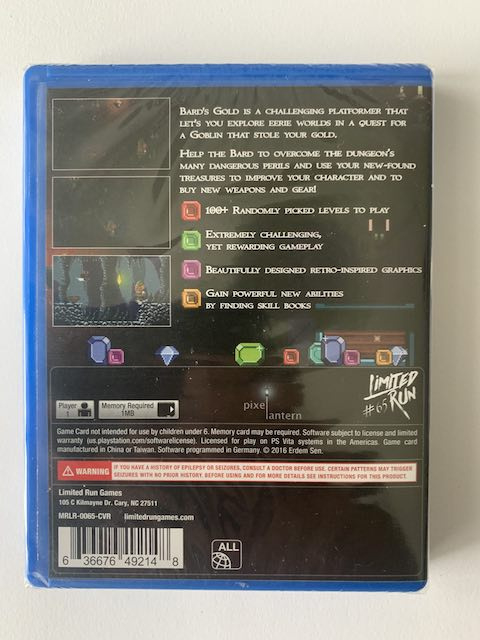 Bard's Gold is a challenging platformer that
let's you explore eerie worlds in a quest for
a Goblin that stole your gold.
Help the Bard to overcome the dungeon's
many dangerous perils and use your new-found
treasures to improve your character and to
buy new weapons and gear!
100+ Randomly picked levels to play
Extremely challenging,
yet rewarding gameplay
Beautifully designed retro-inspired graphics
Gain powerful new abilities
by finding skill books
LIMITED
RUN
#65
Player
1
Memory Required
1MB
pixel lantern
Game Card not intended for use by children under 6. Memory card may be required. Software subject to license and limited
warranty (us.playstation.com/softwarelicense). Licensed for play on PS Vita systems in the Americas. Game card
manufactured in China or Taiwan. Software programmed in Germany. © 2016 Erdem Sen.
WARNING
IF YOU HAVE A HISTORY OF EPILEPSY OR SEIZURES, CONSULT A DOCTOR BEFORE USE. CERTAIN PATTERNS MAY TRIGGER
SEIZURES WITH NO PRIOR HISTORY. BEFORE USING AND FOR MORE DETAILS SEE INSTRUCTIONS FOR THIS PRODUCT.
Limited Run Games
105 C Kilmayne Dr. Cary, NC 27511
MRLR-0065-CVR limitedrungames.com
6 36676 49214 8
ALL